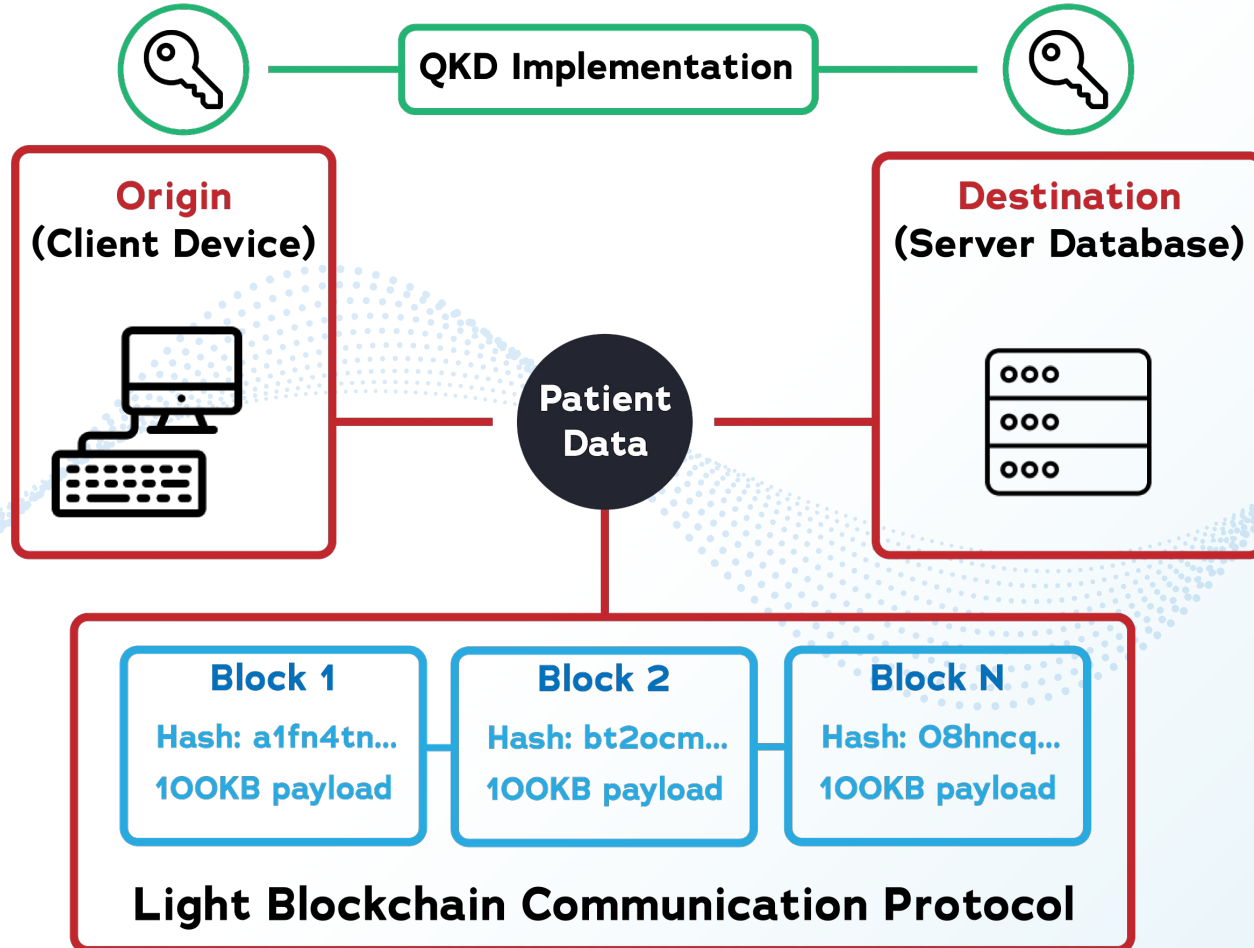 QKD Implementation
Origin
(Client Device)
Destination
(Server Database)
Patient
Data
Block 1
Hash: a1fn4tn...
100KB payload
Block 2
Hash: bt2ocm...
100KB payload
Block N
Hash: 08hncq...
100KB payload
Light Blockchain Communication Protocol